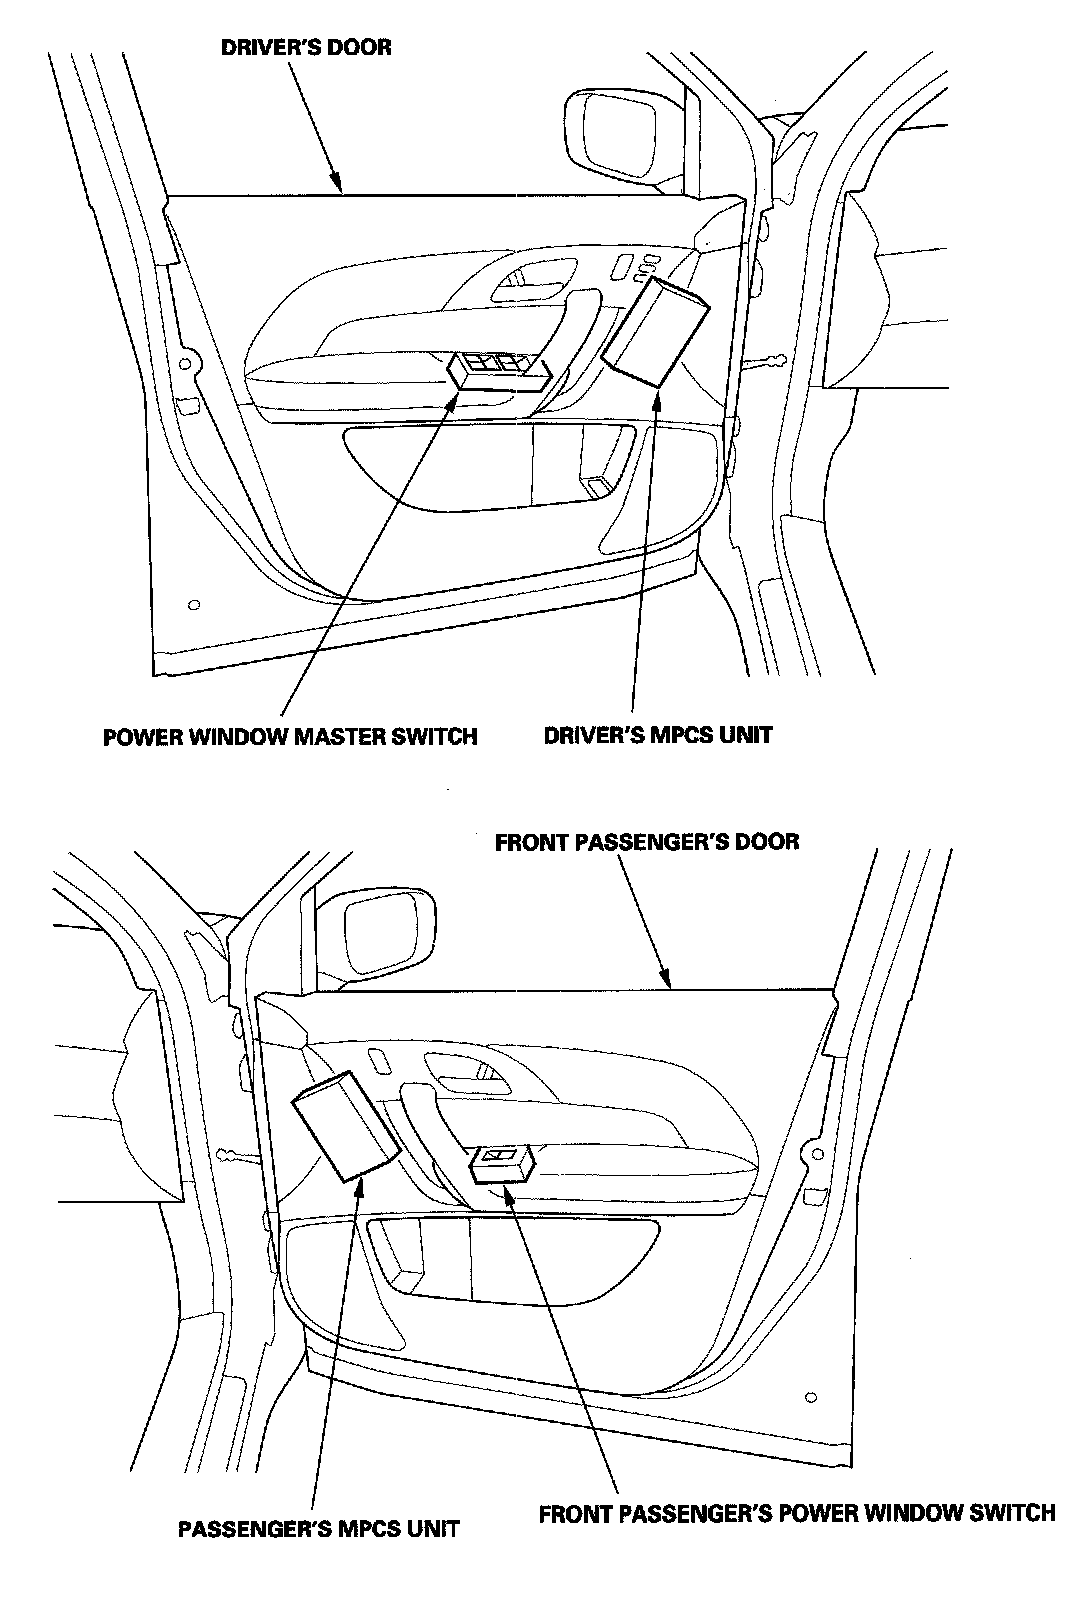 DRIVER'S DOOR
POWER WINDOW MASTER SWITCH
DRIVER'S MPCS UNIT
FRONT PASSENGER'S DOOR
PASSENGER'S MPCS UNIT
FRONT PASSENGER'S POWER WINDOW SWITCH